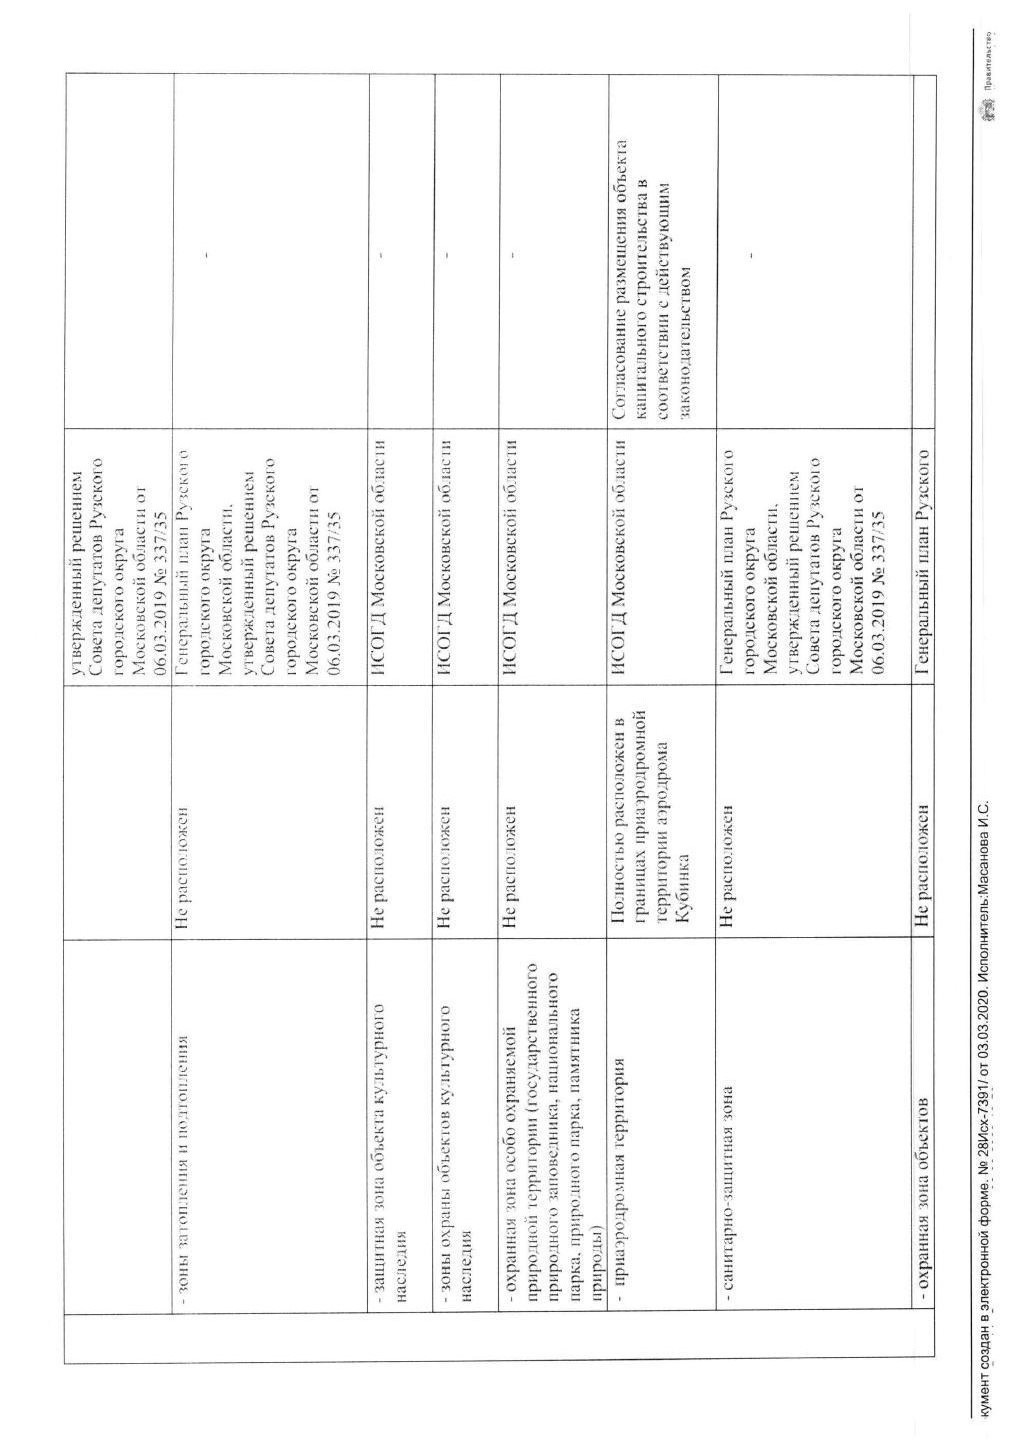 утвержденный решением
Совета депутатов Рузского
городского округа
Московской области от
06.03.2019 № 337/35
- зоны затопления и подтопления
Не расположен
Генеральный план Рузского
городского округа
Московской области,
утвержденный решением
Совета депутатов Рузского
городского округа
Московской области от
06.03.2019 № 337/35
-
- защитная зона объекта культурного
наследия
Не расположен
ИСОГД Московской области
-
- зоны охраны объектов культурного
наследия
Не расположен
ИСОГД Московской области
-
- охранная зона особо охраняемой
природной территории (государственного
природного заповедника, национального
парка, природного парка, памятника
природы)
Не расположен
ИСОГД Московской области
-
- приаэродромная территория
Полностью расположен в
границах приаэродромной
территории аэродрома
Кубинка
ИСОГД Московской области
Согласование размещения объекта
капитального строительства в
соответствии с действующим
законодательством
- санитарно-защитная зона
Не расположен
Генеральный план Рузского
городского округа
Московской области,
утвержденный решением
Совета депутатов Рузского
городского округа
Московской области от
06.03.2019 № 337/35
-
- охранная зона объектов
Не расположен
Генеральный план Рузского
кумент создан в электронной форме. № 28Исх-7391/ от 03.03.2020. Исполнитель:Масанова И.С.
Правительство